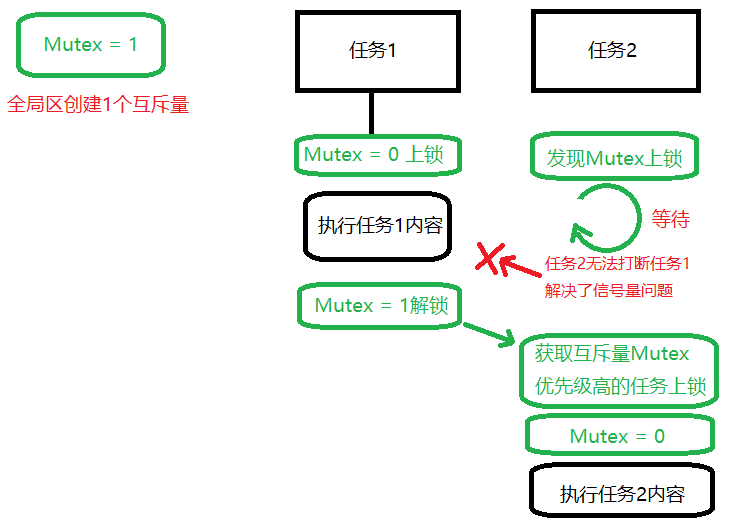 Mutex = 1
全局区创建1个互斥量
任务1
任务2
Mutex = 0 上锁
发现Mutex上锁
执行任务1内容
等待
任务2无法打断任务1
解决了信号量问题
Mutex = 1解锁
获取互斥量Mutex
优先级高的任务上锁
Mutex = 0
执行任务2内容